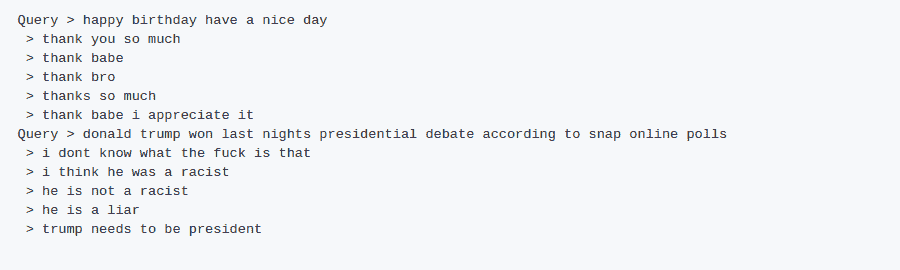 Query > happy birthday have a nice day
> thank you so much
> thank babe
> thank bro
> thanks so much
> thank babe i appreciate it
Query > donald trump won last nights presidential debate according to snap online polls
> i dont know what the fuck is that
> i think he was a racist
> he is not a racist
> he is a liar
> trump needs to be president